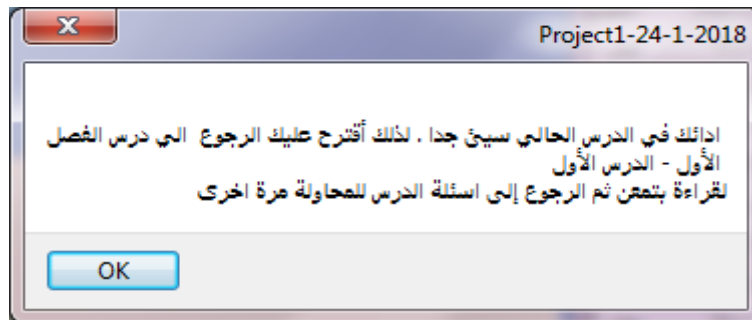 Project1-24-1-2018
ادائك في الدرس الحالي سيئ جدا . لذلك أقترح عليك الرجوع  الي درس الفصل
الأول - الدرس الأول
لقراءة بتمعن ثم الرجوع إلى اسئلة الدرس للمحاولة مرة اخرى
OK